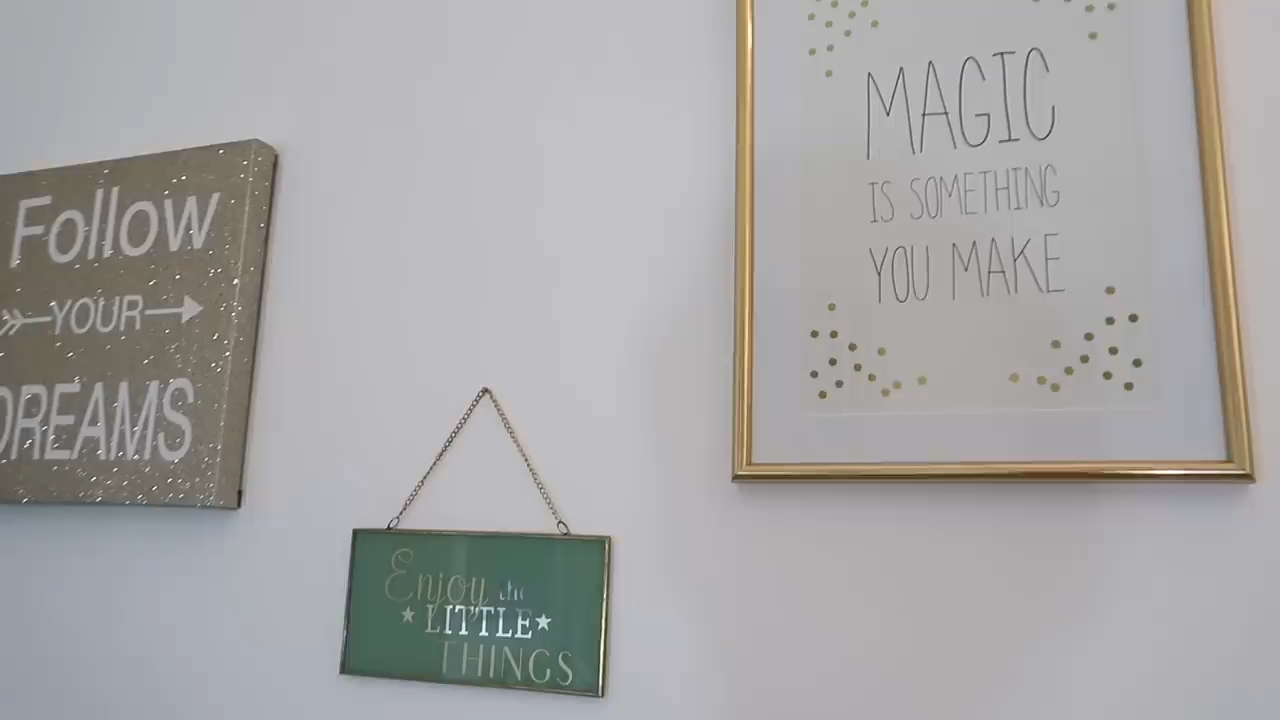 Follow
YOUR
DREAMS
Enjoy the
LITTLE
THINGS
MAGIC
IS SOMETHING
YOU MAKE